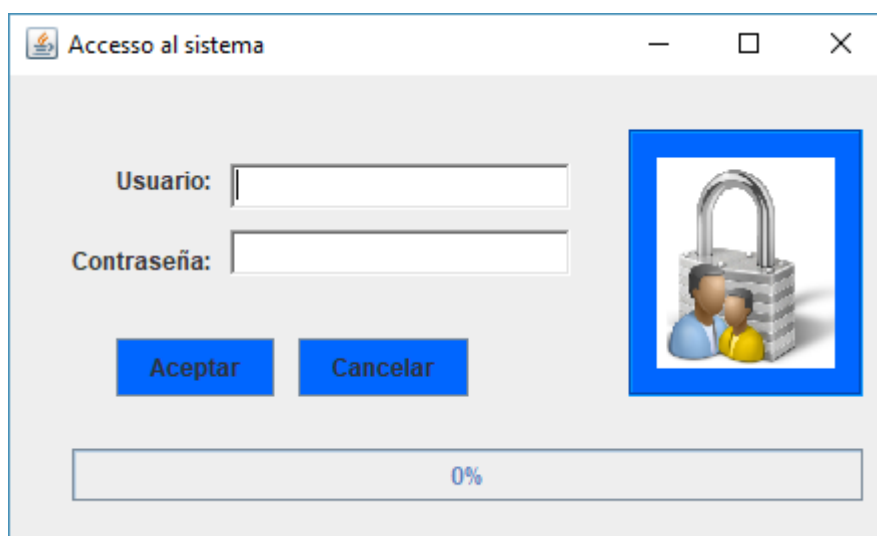 Accesso al sistema
Usuario:
Contraseña:
Aceptar Cancelar
0%